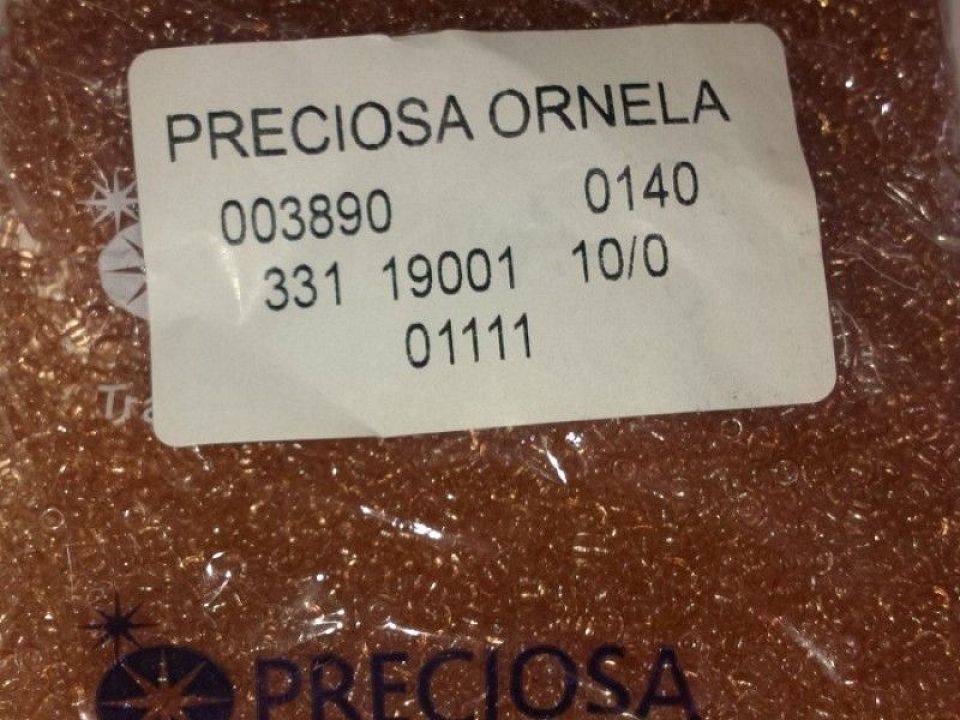 PRECIOSA ORNELA
003890 0140
331 19001 10/0
01111
PRECIOSA